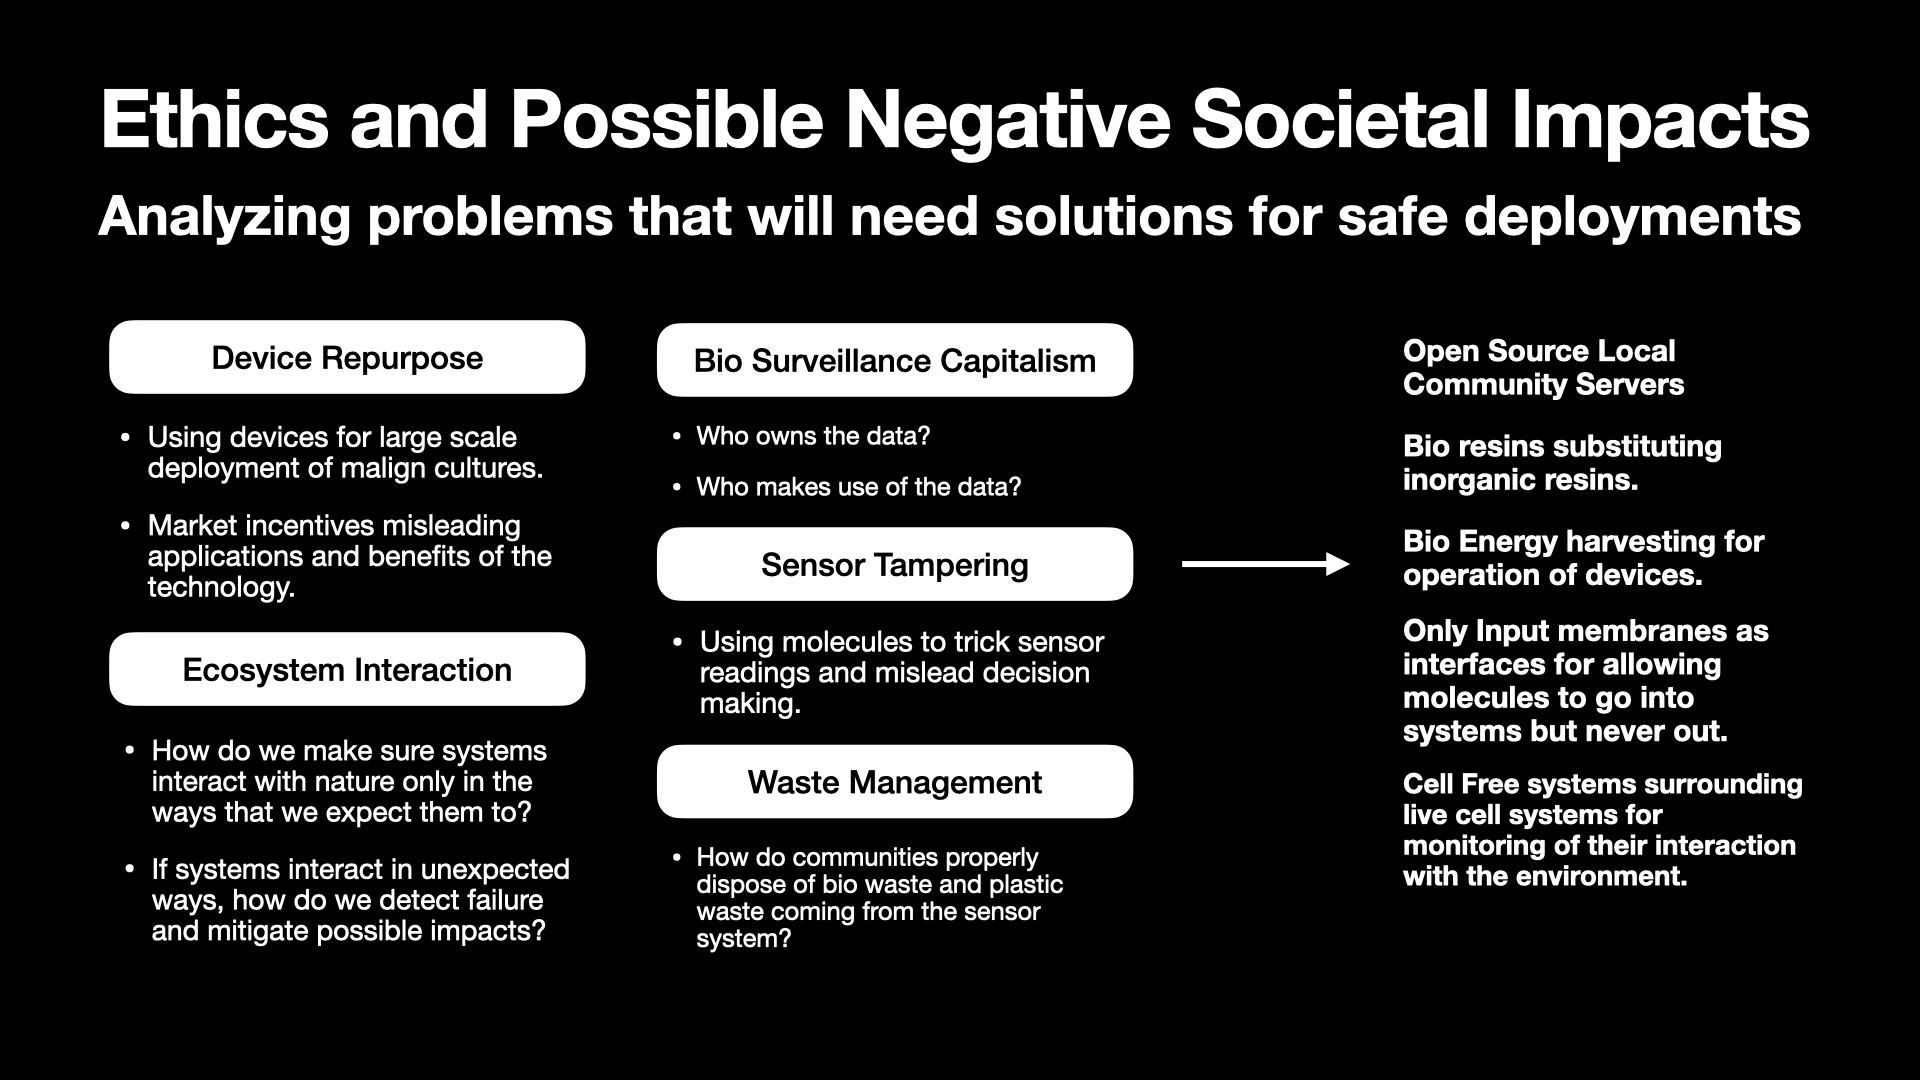 Ethics and Possible Negative Societal Impacts
Analyzing problems that will need solutions for safe deployments
Device Repurpose
• Using devices for large scale
deployment of malign cultures.
• Market incentives misleading
applications and benefits of the
technology.
Ecosystem Interaction
• How do we make sure systems
interact with nature only in the
ways that we expect them to?
• If systems interact in unexpected
ways, how do we detect failure
and mitigate possible impacts?
Bio Surveillance Capitalism
• Who owns the data?
• Who makes use of the data?
Sensor Tampering
• Using molecules to trick sensor
readings and mislead decision
making.
Waste Management
• How do communities properly
dispose of bio waste and plastic
waste coming from the sensor
system?
Open Source Local
Community Servers
Bio resins substituting
inorganic resins.
Bio Energy harvesting for
operation of devices.
Only Input membranes as
interfaces for allowing
molecules to go into
systems but never out.
Cell Free systems surrounding
live cell systems for
monitoring of their interaction
with the environment.